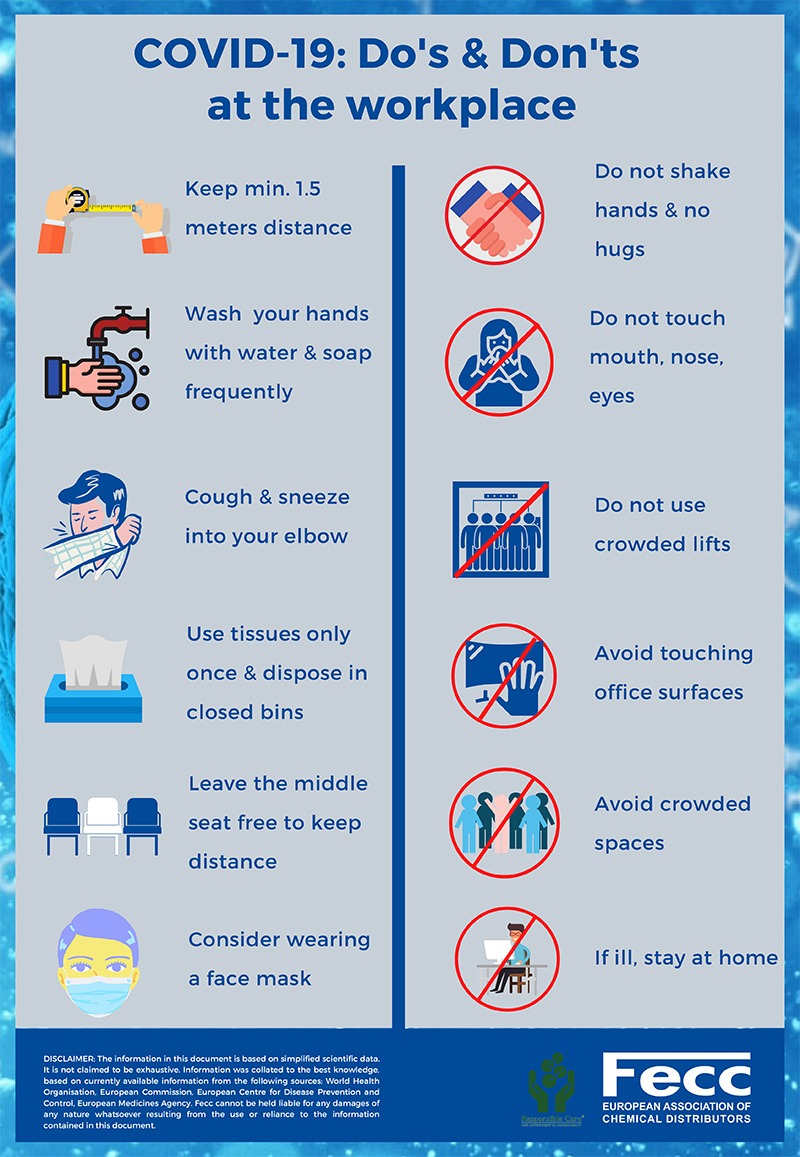 COVID-19: Do's & Don'ts
at the workplace
Keep min. 1.5
meters distance
Wash your hands
with water & soap
frequently
Cough & sneeze
into your elbow
Use tissues only
once & dispose in
closed bins
Leave the middle
seat free to keep
distance
Consider wearing
a face mask
Do not shake
hands & no
hugs
Do not touch
mouth, nose,
eyes
Do not use
crowded lifts
Avoid touching
office surfaces
Avoid crowded
spaces
If ill, stay at home
DISCLAIMER: The information in this document is based on simplified scientific data.
It is not claimed to be exhaustive. Information was collated to the best knowledge,
based on currently available information from the following sources: World Health
Organisation, European Commission, European Centre for Disease Prevention and
Control, European Medicines Agency. Fecc cannot be held liable for any damages of
any nature whatsoever resulting from the use or reliance to the information
contained in this document.
Responsible Care®
Fecc
EUROPEAN ASSOCIATION OF
CHEMICAL DISTRIBUTORS